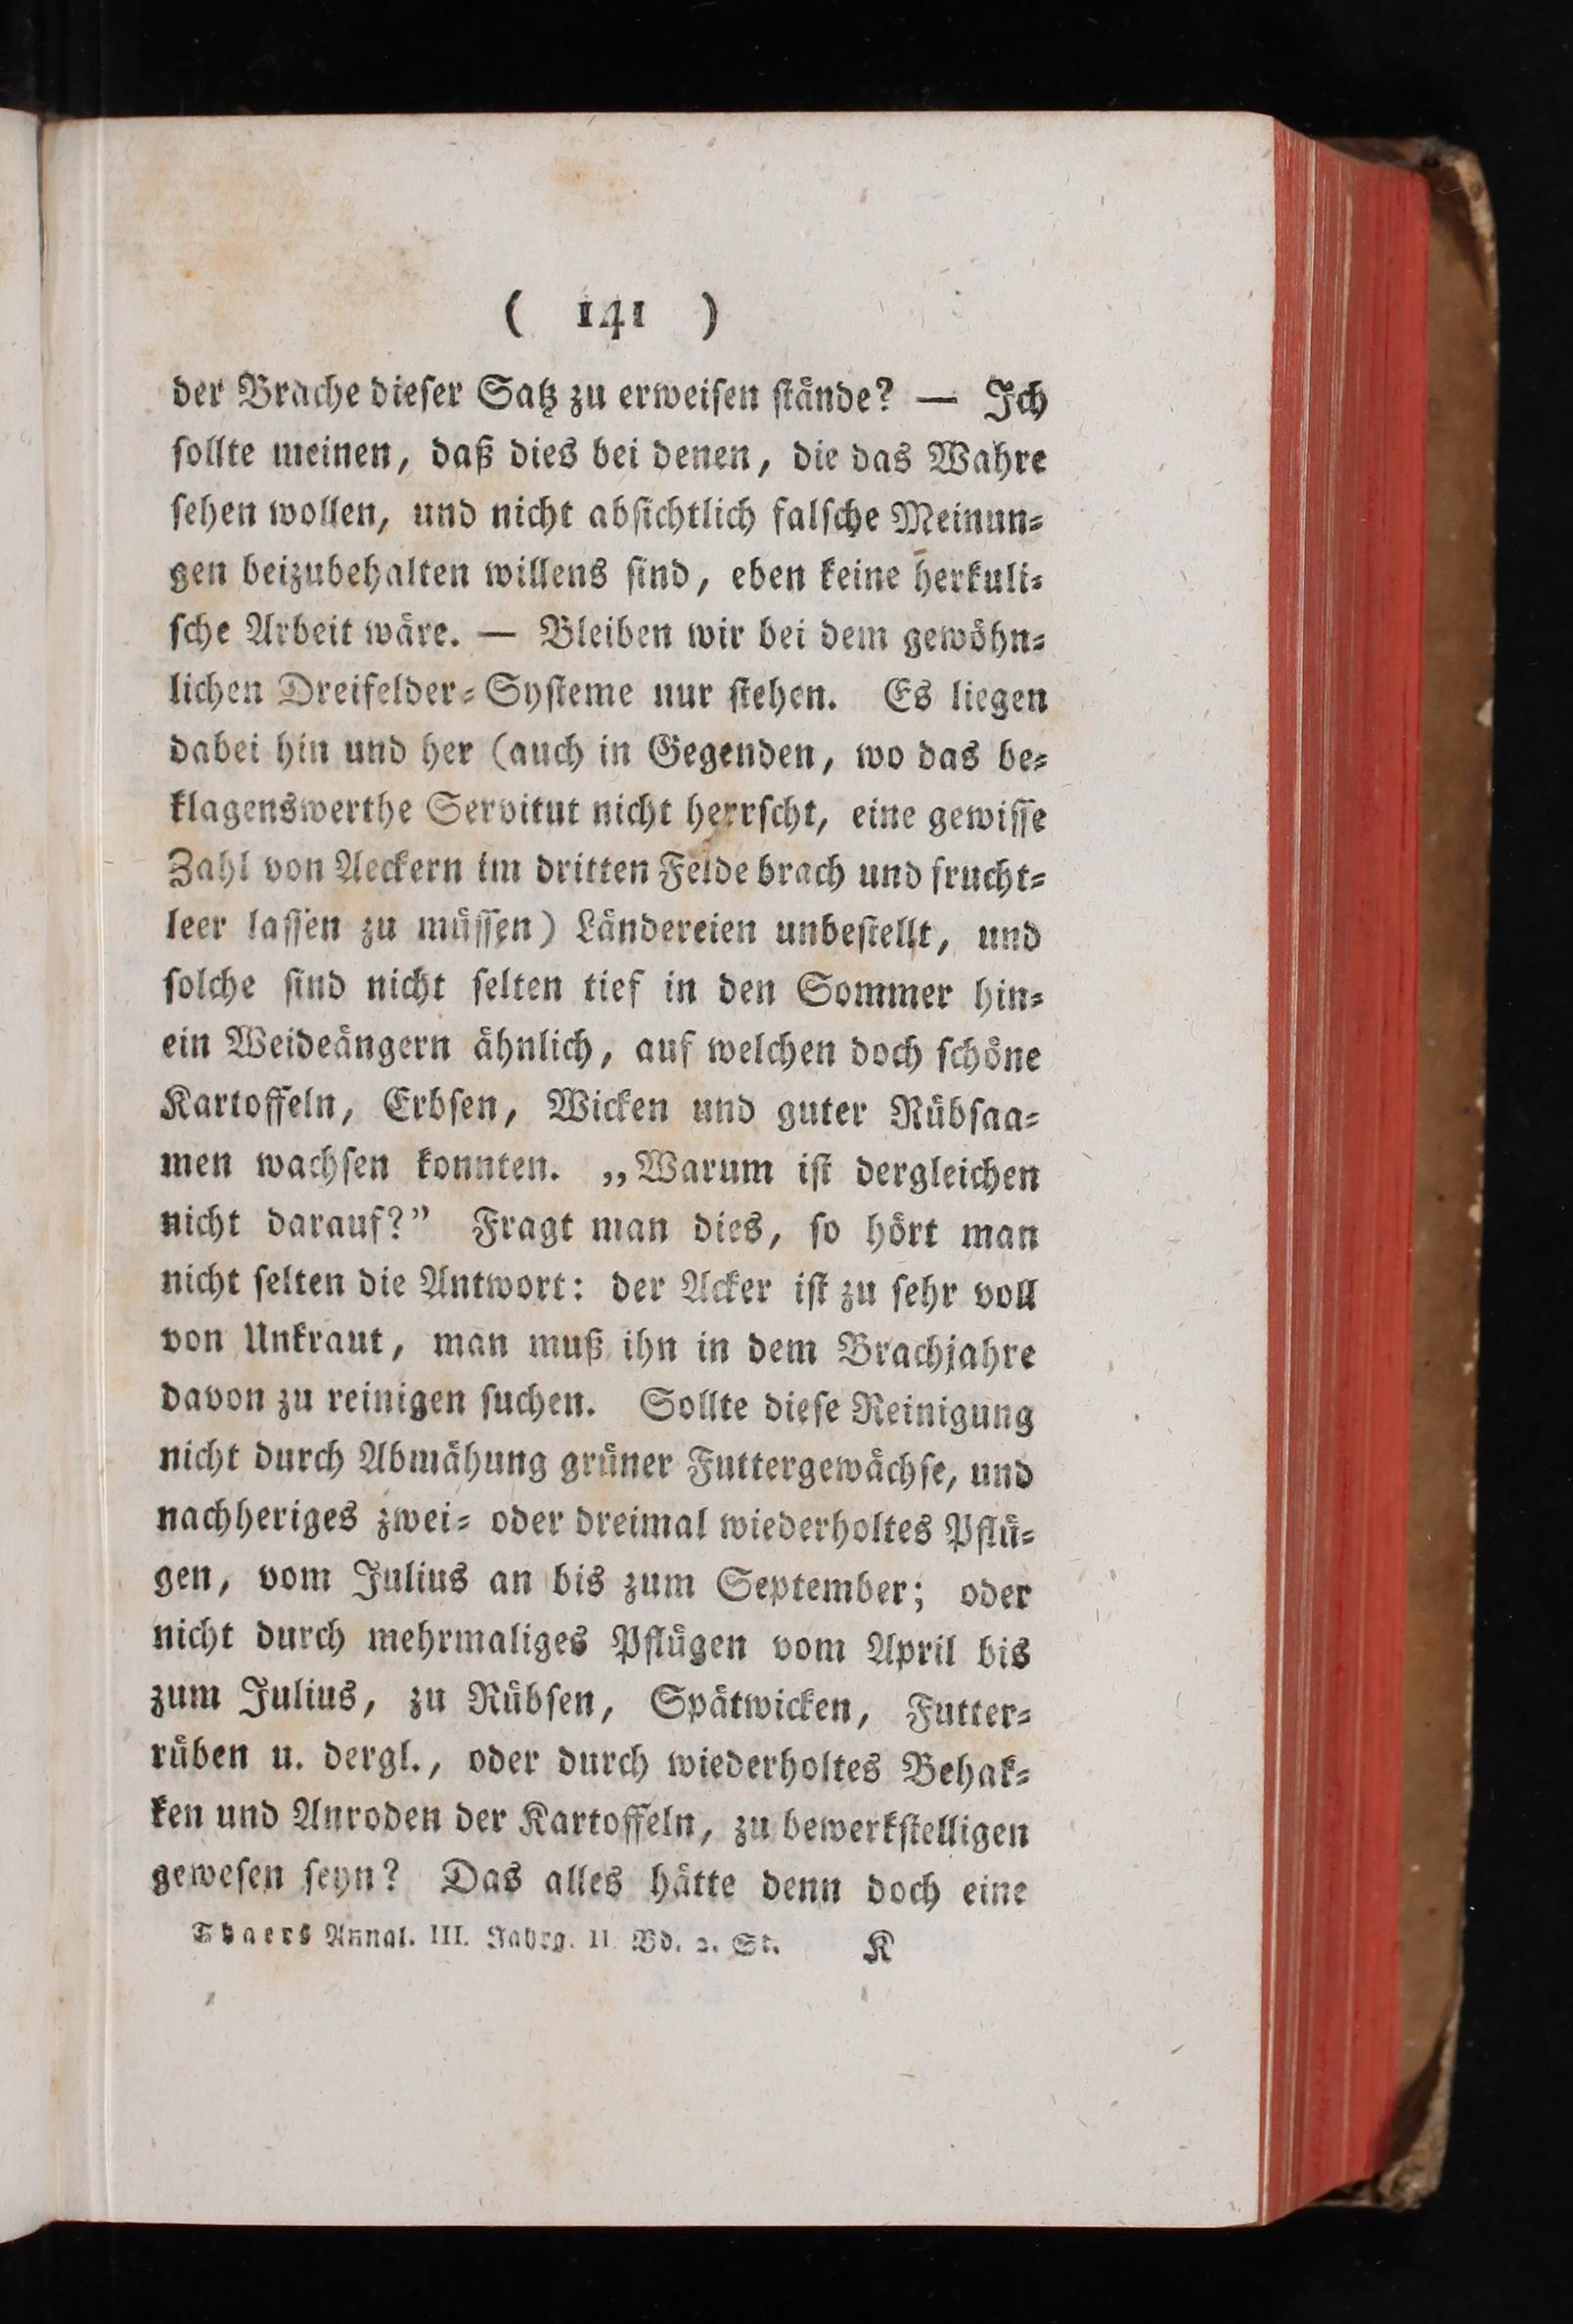 ( 141 )
der Brache dieser Satz zu erweisen stände? — Ich
sollte meinen, daß dies bei denen, die das Wahre
sehen wollen, und nicht absichtlich falsche Meinun-
gen beizubehalten willens sind, eben keine herkuli-
sche Arbeit wäre. — Bleiben wir bei dem gewöhn-
lichen Dreifelder-Systeme nur stehen. Es liegen
dabei hin und her (auch in Gegenden, wo das be-
klagenswerthe Servitut nicht herrscht, eine gewisse
Zahl von Aeckern im dritten Felde brach und frucht-
leer lassen zu müssen) Ländereien unbestellt, und
solche sind nicht selten tief in den Sommer hin-
ein Weideängern ähnlich, auf welchen doch schöne
Kartoffeln, Erbsen, Wicken und guter Rübsaa-
men wachsen konnten. „Warum ist dergleichen
nicht darauf?” Fragt man dies, so hört man
nicht selten die Antwort: der Acker ist zu sehr voll
von Unkraut, man muß ihn in dem Brachjahre
davon zu reinigen suchen. Sollte diese Reinigung
nicht durch Abmähung grüner Futtergewächse, und
nachheriges zwei- oder dreimal wiederholtes Pflü-
gen, vom Julius an bis zum September; oder
nicht durch mehrmaliges Pflügen vom April bis
zum Julius, zu Rübsen, Spätwicken, Futter-
rüben u. dergl., oder durch wiederholtes Behak-
ken und Anroden der Kartoffeln, zu bewerkstelligen
gewesen seyn? Das alles hätte denn doch eine
Thaers Annal. III. Jahrg. II Bd. 2. St. K